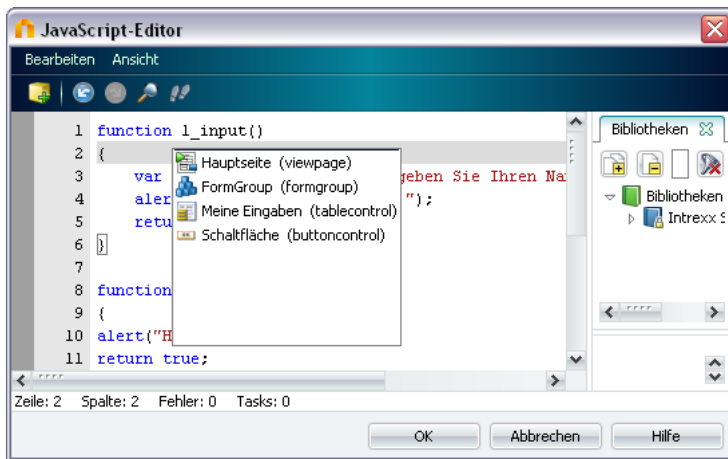 JavaScript-Editor
Bearbeiten Ansicht
1 function l_input()
2 {
3 var geben Sie Ihren Na
4 aler ");
5 retu
6 }
7
8 function
9 {
10 alert("H
11 return true;
Hauptseite (viewpage)
FormGroup (formgroup)
Meine Eingaben (tablecontrol)
Schaltfläche (buttoncontrol)
Bibliotheken
Bibliotheken
Intrexx S
Zeile: 2 Spalte: 2 Fehler: 0 Tasks: 0
OK Abbrechen Hilfe